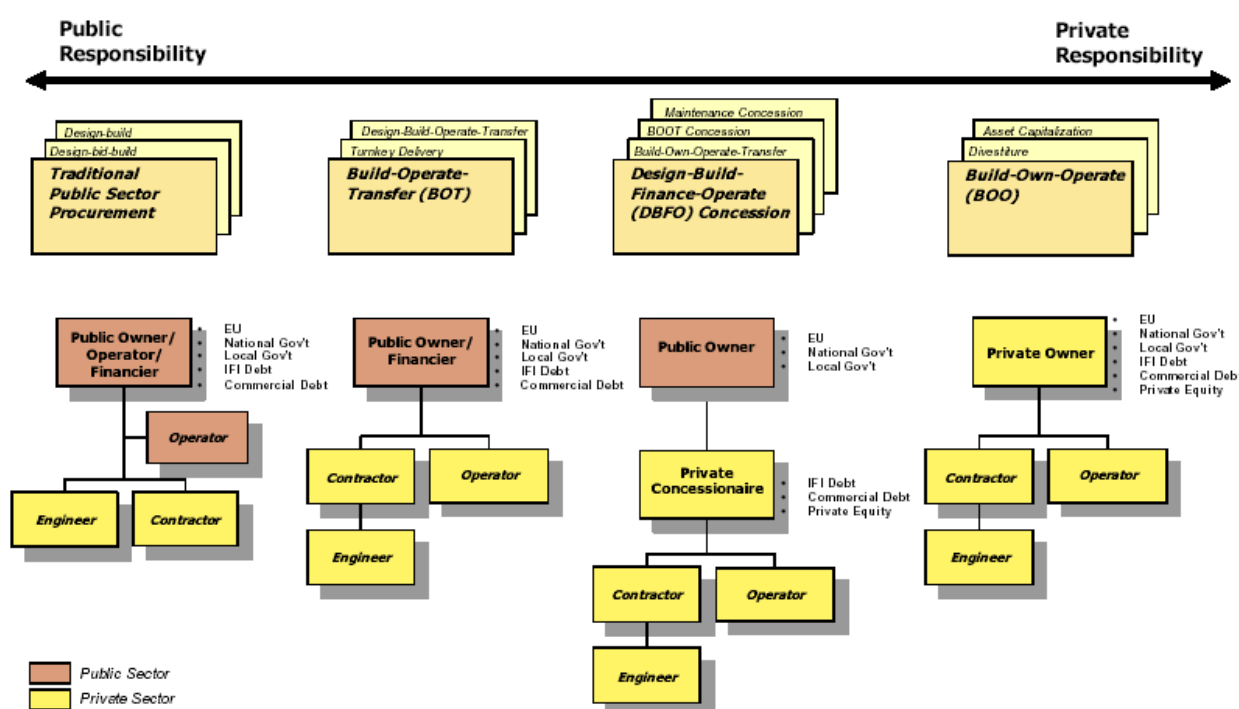 Public
Responsibility
Private
Responsibility
Design-build
Design-bid-build
Traditional
Public Sector
Procurement
Design-Build-Operate-Transfer
Turnkey Delivery
Build-Operate-
Transfer (BOT)
Maintenance Concession
BOOT Concession
Build-Own-Operate-Transfer
Design-Build-
Finance-Operate
(DBFO) Concession
Asset Capitalization
Divestiture
Build-Own-Operate
(BOO)
Public Owner/
Operator/
Financier
• EU
• National Gov't
• Local Gov't
• IFI Debt
• Commercial Debt
Operator
Engineer
Contractor
Public Owner/
Financier
• EU
• National Gov't
• Local Gov't
• IFI Debt
• Commercial Debt
Contractor
Operator
Engineer
Public Owner
• EU
• National Gov't
• Local Gov't
Private
Concessionaire
• IFI Debt
• Commercial Debt
• Private Equity
Contractor
Operator
Engineer
Private Owner
• EU
• National Gov't
• Local Gov't
• IFI Debt
• Commercial Deb
• Private Equity
Contractor
Operator
Engineer
Public Sector
Private Sector